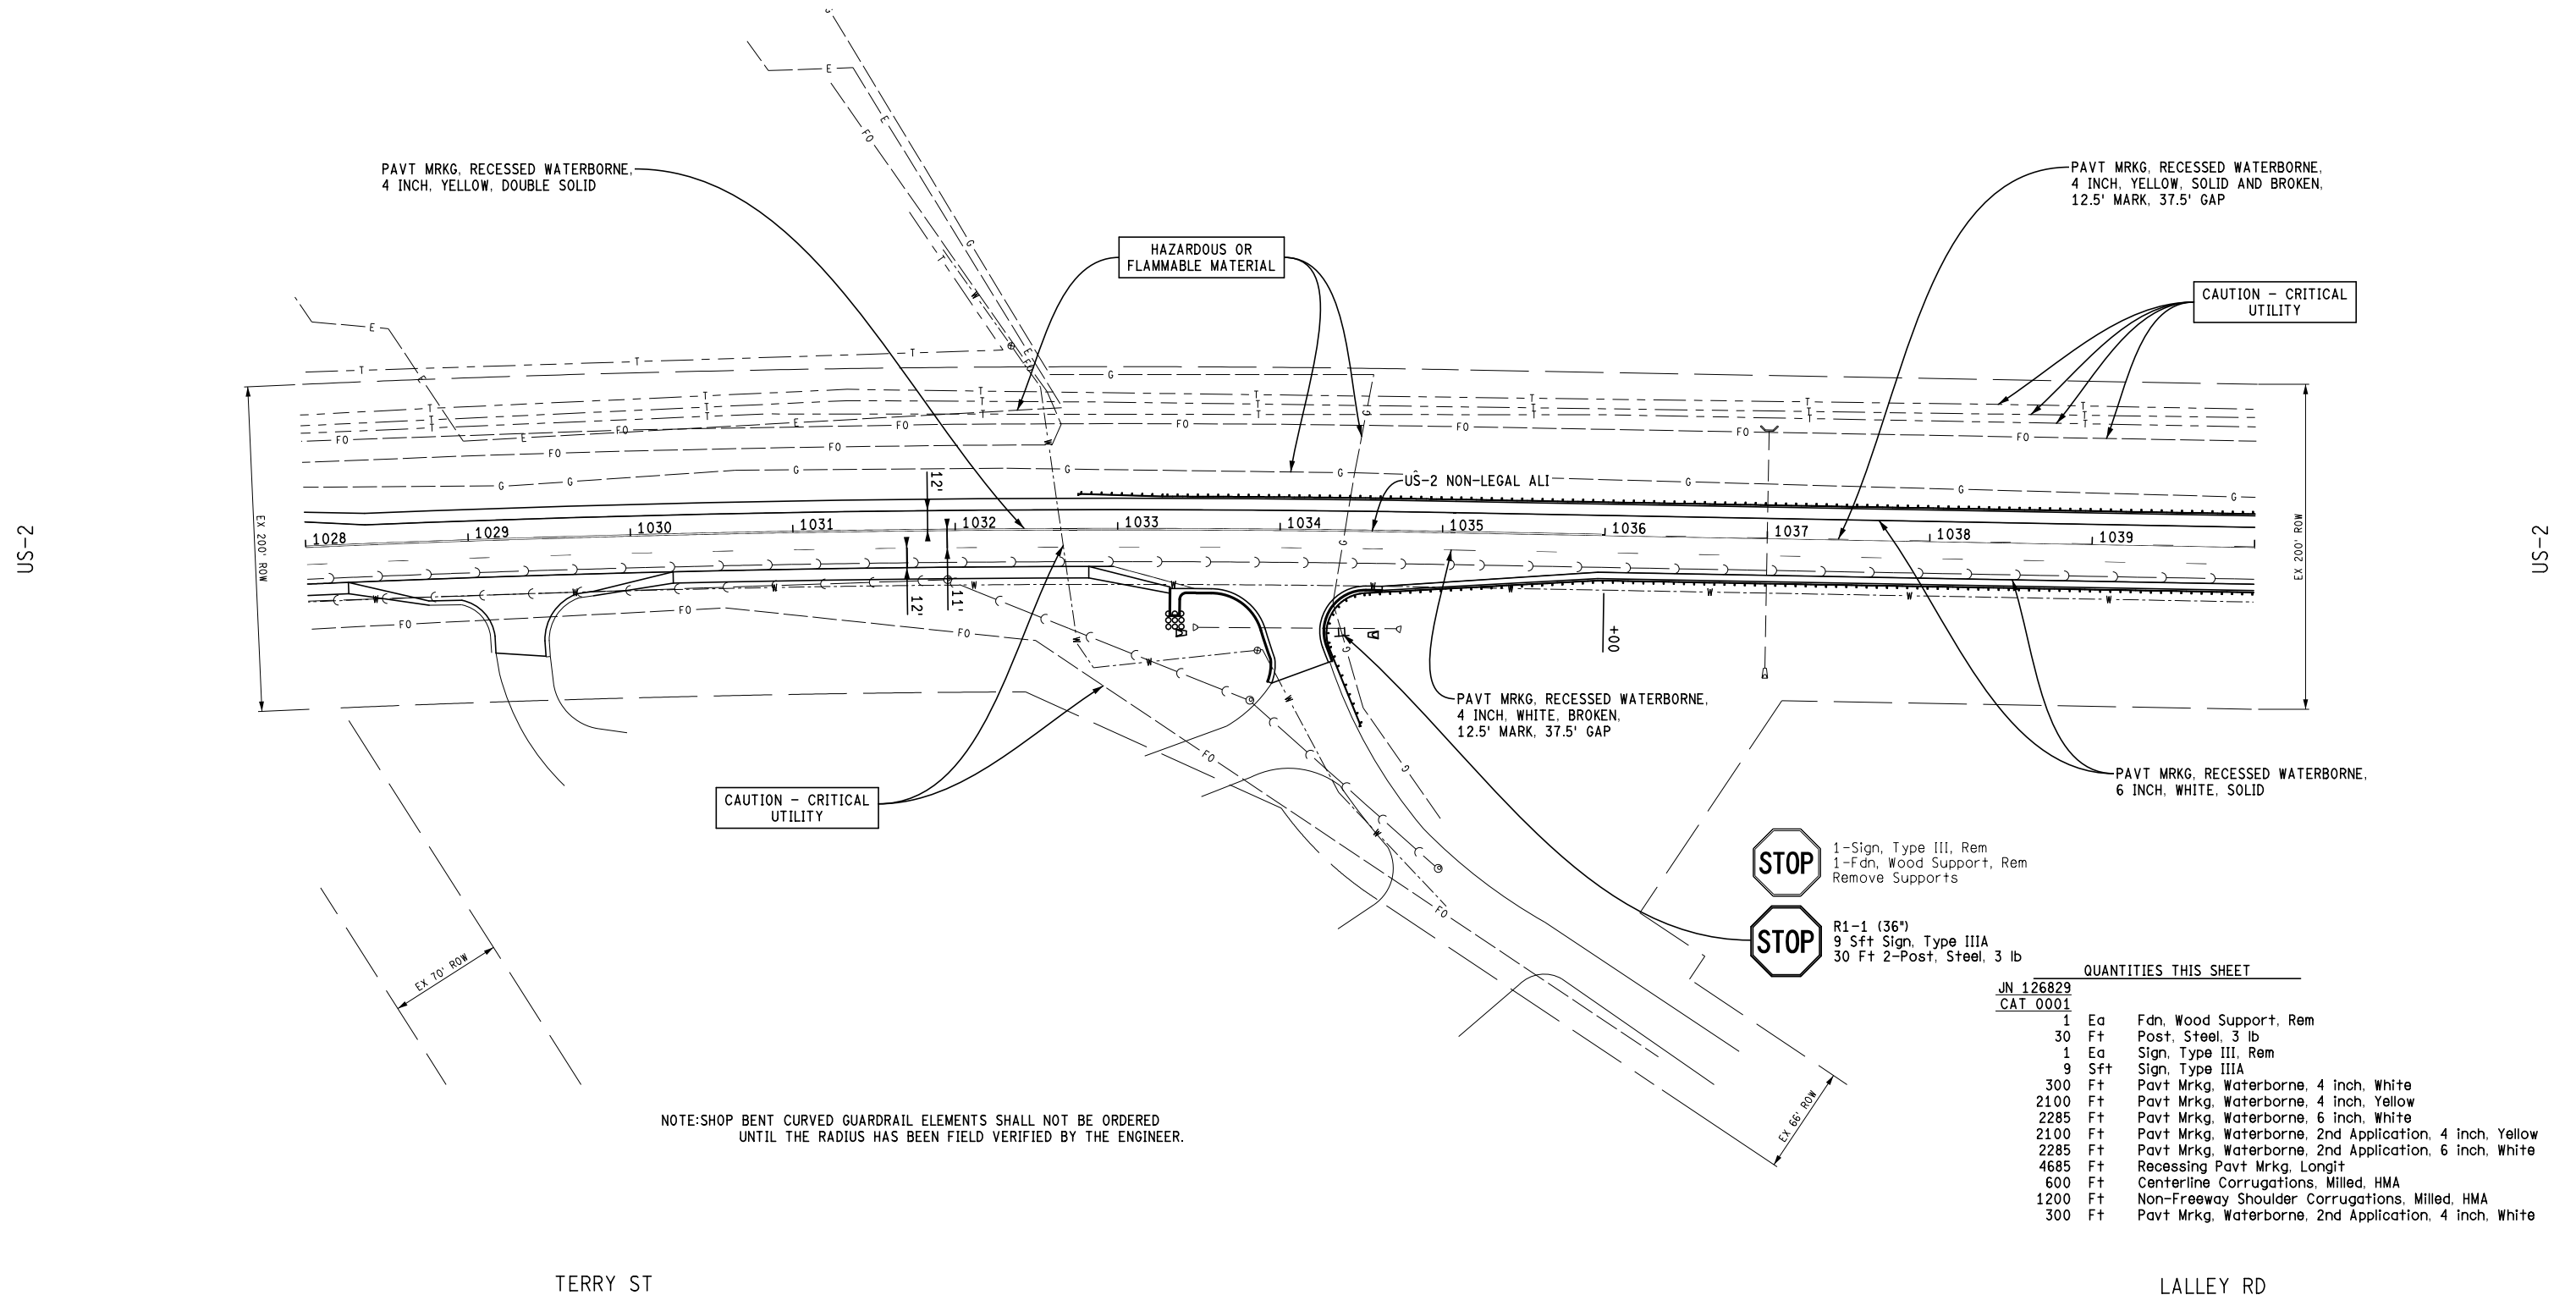 PAVT MRKG, RECESSED WATERBORNE,
4 INCH, YELLOW, DOUBLE SOLID
PAVT MRKG, RECESSED WATERBORNE,
4 INCH, YELLOW, SOLID AND BROKEN,
12.5' MARK, 37.5' GAP
HAZARDOUS OR
FLAMMABLE MATERIAL
CAUTION - CRITICAL
UTILITY
US-2 NON-LEGAL ALI
12'
1028
1029
1030
1031
1032
1033
1034
1035
1036
1037
1038
1039
US-2
EX 200' ROW
EX 200' ROW
US-2
12'
11'
+00
PAVT MRKG, RECESSED WATERBORNE,
4 INCH, WHITE, BROKEN,
12.5' MARK, 37.5' GAP
PAVT MRKG, RECESSED WATERBORNE,
6 INCH, WHITE, SOLID
CAUTION - CRITICAL
UTILITY
STOP
1-Sign, Type III, Rem
1-Fdn, Wood Support, Rem
Remove Supports
STOP
R1-1 (36")
9 Sft Sign, Type IIIA
30 Ft 2-Post, Steel, 3 lb
EX 70' ROW
EX 66' ROW
QUANTITIES THIS SHEET
JN 126829
CAT 0001
1 Ea Fdn, Wood Support, Rem
30 Ft Post, Steel, 3 lb
1 Ea Sign, Type III, Rem
9 Sft Sign, Type IIIA
300 Ft Pavt Mrkg, Waterborne, 4 inch, White
2100 Ft Pavt Mrkg, Waterborne, 4 inch, Yellow
2285 Ft Pavt Mrkg, Waterborne, 6 inch, White
2100 Ft Pavt Mrkg, Waterborne, 2nd Application, 4 inch, Yellow
2285 Ft Pavt Mrkg, Waterborne, 2nd Application, 6 inch, White
4685 Ft Recessing Pavt Mrkg, Longit
600 Ft Centerline Corrugations, Milled, HMA
1200 Ft Non-Freeway Shoulder Corrugations, Milled, HMA
300 Ft Pavt Mrkg, Waterborne, 2nd Application, 4 inch, White
NOTE:SHOP BENT CURVED GUARDRAIL ELEMENTS SHALL NOT BE ORDERED
UNTIL THE RADIUS HAS BEEN FIELD VERIFIED BY THE ENGINEER.
TERRY ST
LALLEY RD